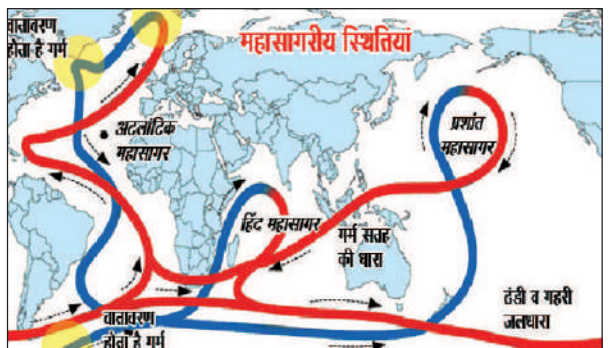 महासागरीय स्थितियां
वातावरण
होता है गर्म
अटलांटिक
महासागर
प्रशांत
महासागर
हिंद महासागर
गर्म सतह
की धारा
ठंडी व गहरी
जलधारा
वातावरण
होता है गर्म